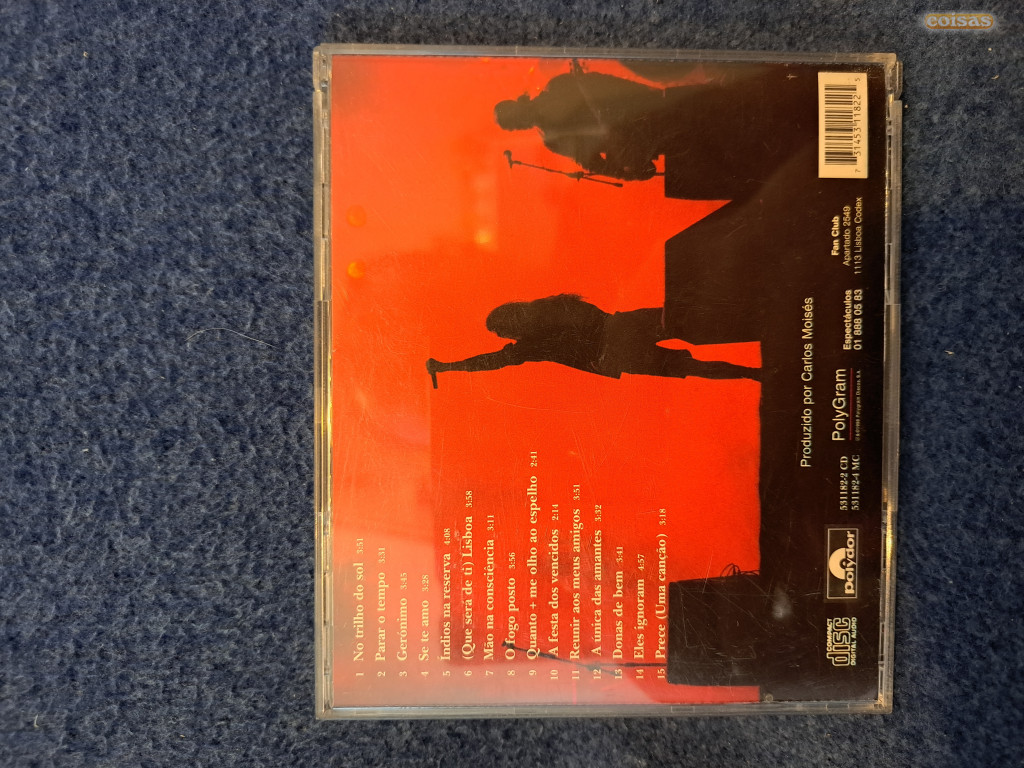 coisas
1 No trilho do sol 3:51
2 Parar o tempo 3:31
3 Gerónimo 3:45
4 Se te amo 3:28
5 Índios na reserva 4:08
6 (Que será de ti) Lisboa 3:58
7 Mão na consciência 3:11
8 O fogo posto 3:56
9 Quanto + me olho ao espelho 2:41
10 A festa dos vencidos 2:14
11 Reunir aos meus amigos 3:51
12 A única das amantes 3:32
13 Donas de bem 3:41
14 Eles ignoram 4:57
15 Prece (Uma canção) 3:18
Produzido por Carlos Moisés
COMPACT
disc
DIGITAL AUDIO
polydor
531182-2 CD
531182-4 MC
PolyGram
Espectáculos
01 888 05 83
Fan Club
Apartado 2549
1113 Lisboa Codex
7 31453 11822 5